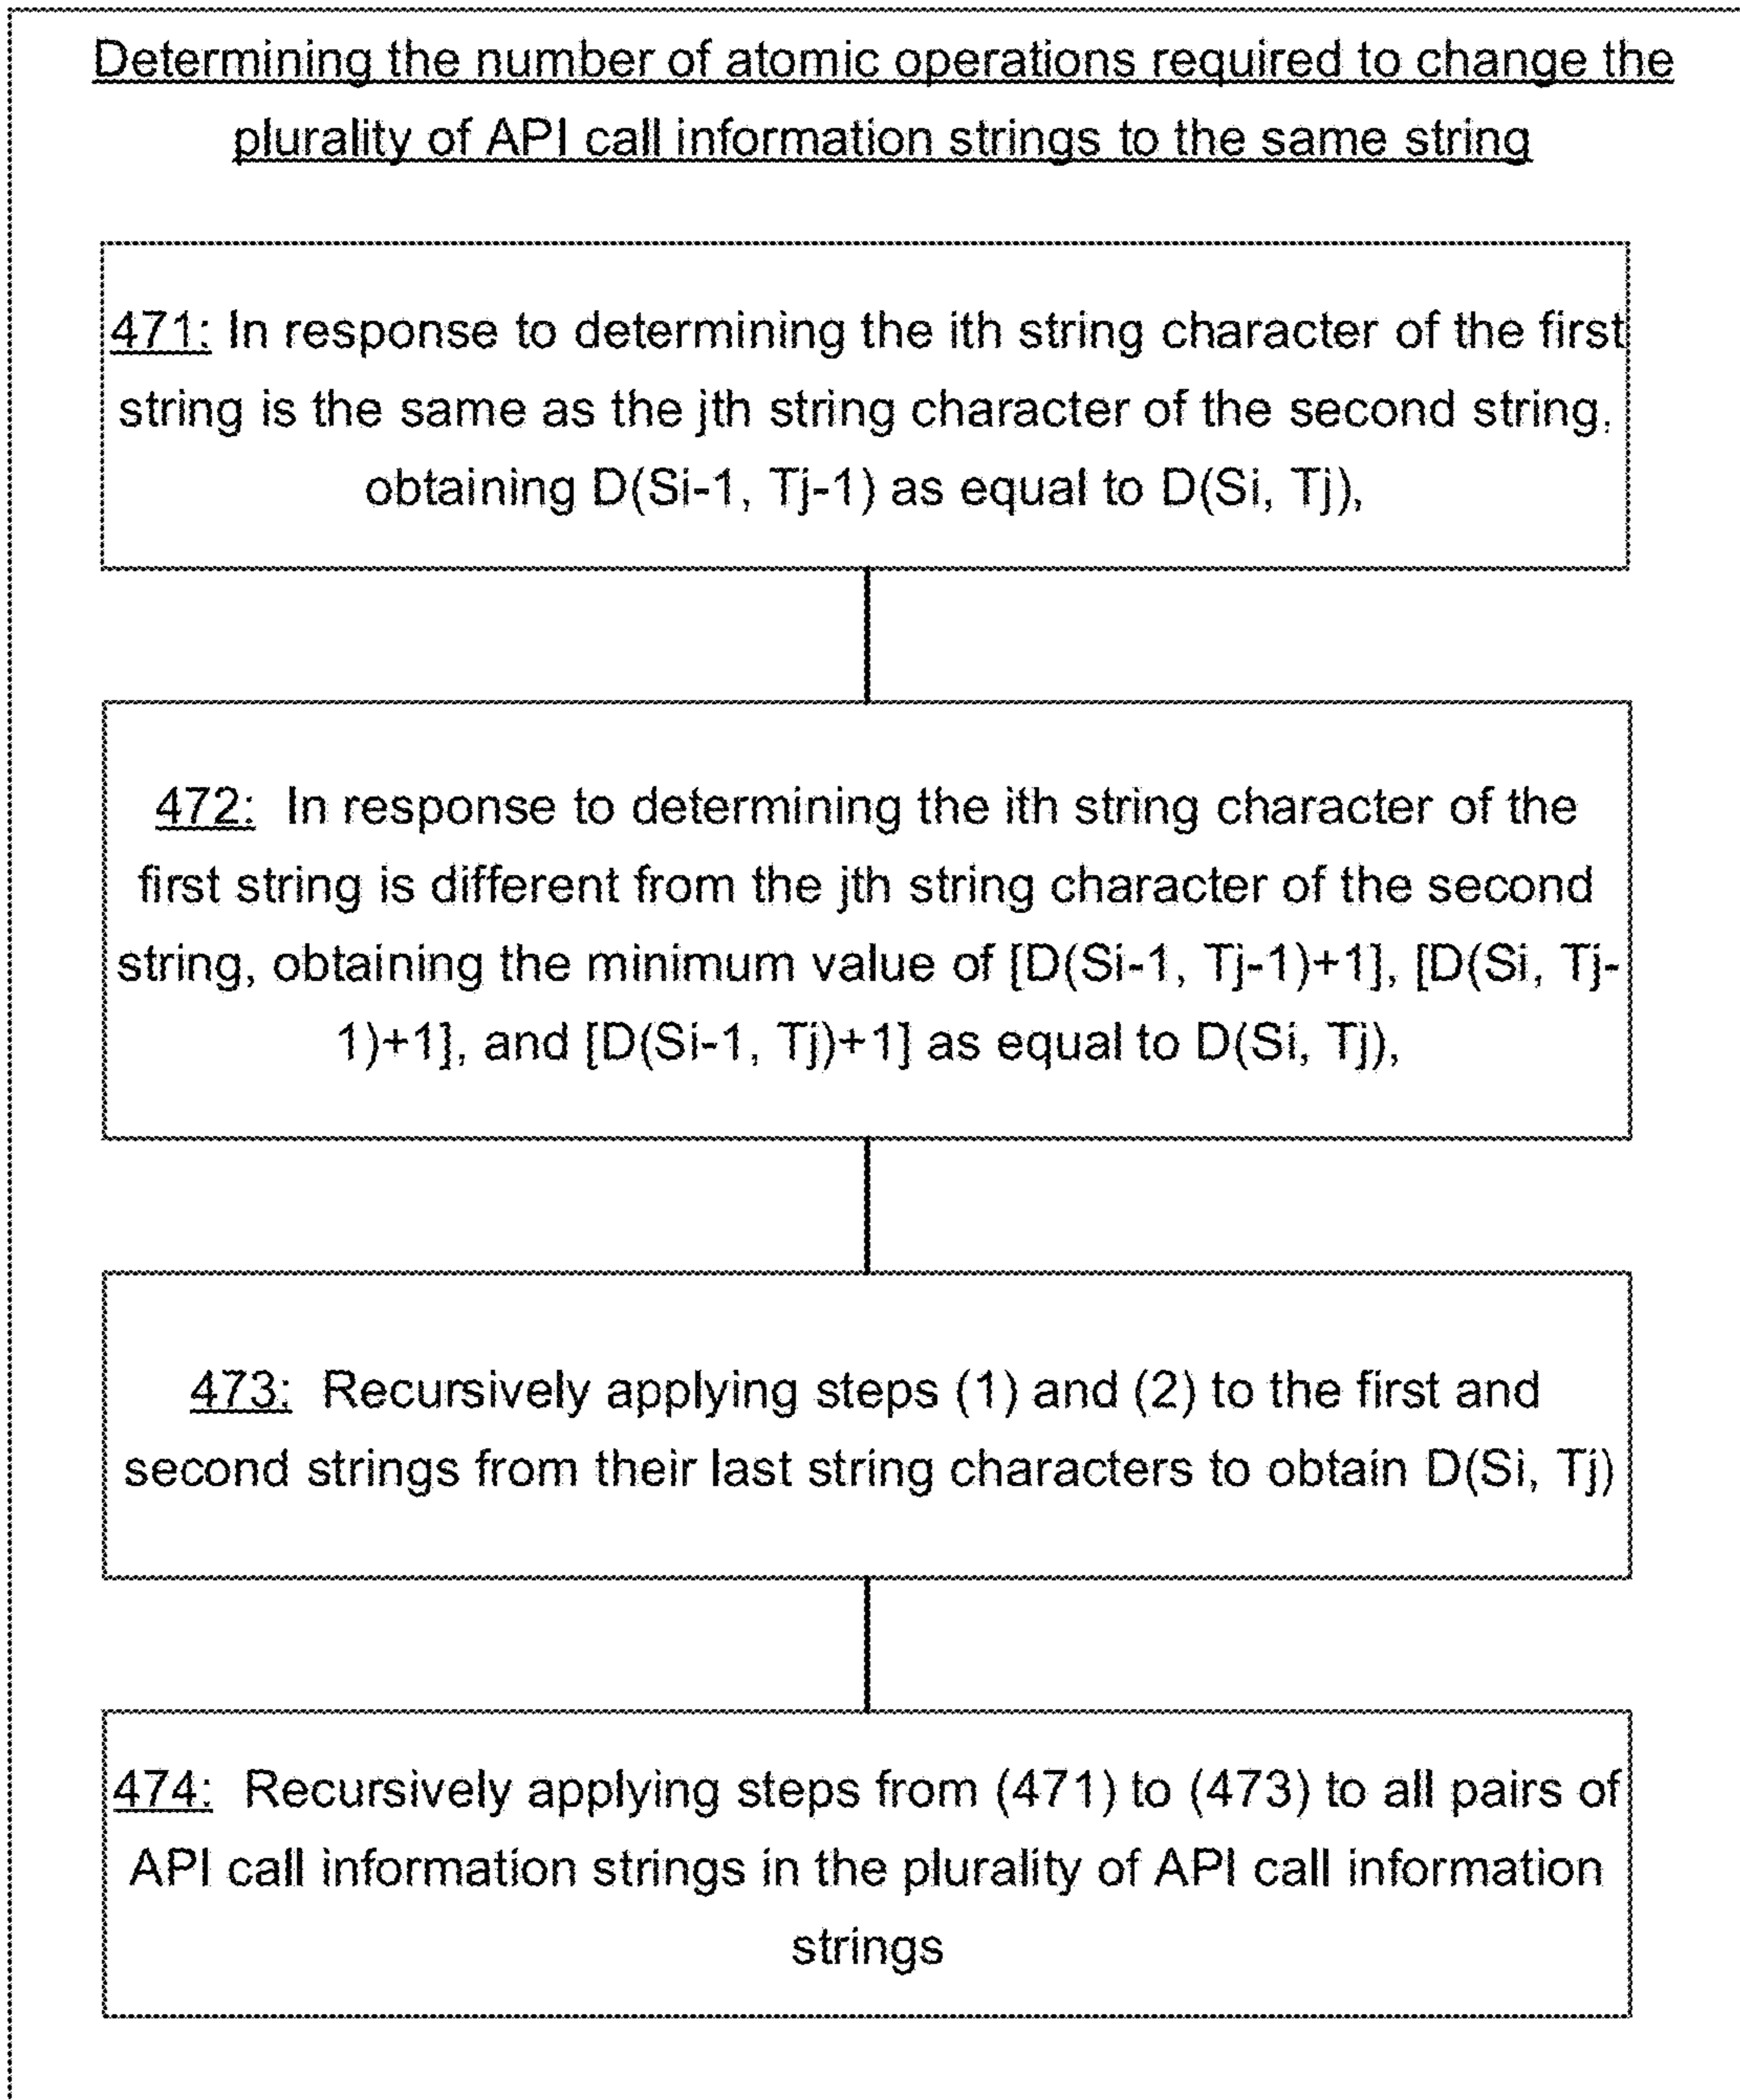 Determining the number of atomic operations required to change the
plurality of API call information strings to the same string
471: In response to determining the ith string character of the first
string is the same as the jth string character of the second string,
obtaining D(Si-1, Tj-1) as equal to D(Si, Tj),
472: In response to determining the ith string character of the
first string is different from the jth string character of the second
string, obtaining the minimum value of [D(Si-1, Tj-1)+1], [D(Si, Tj-
1)+1], and [D(Si-1, Tj)+1] as equal to D(Si, Tj),
473: Recursively applying steps (1) and (2) to the first and
second strings from their last string characters to obtain D(Si, Tj)
474: Recursively applying steps from (471) to (473) to all pairs of
API call information strings in the plurality of API call information
strings